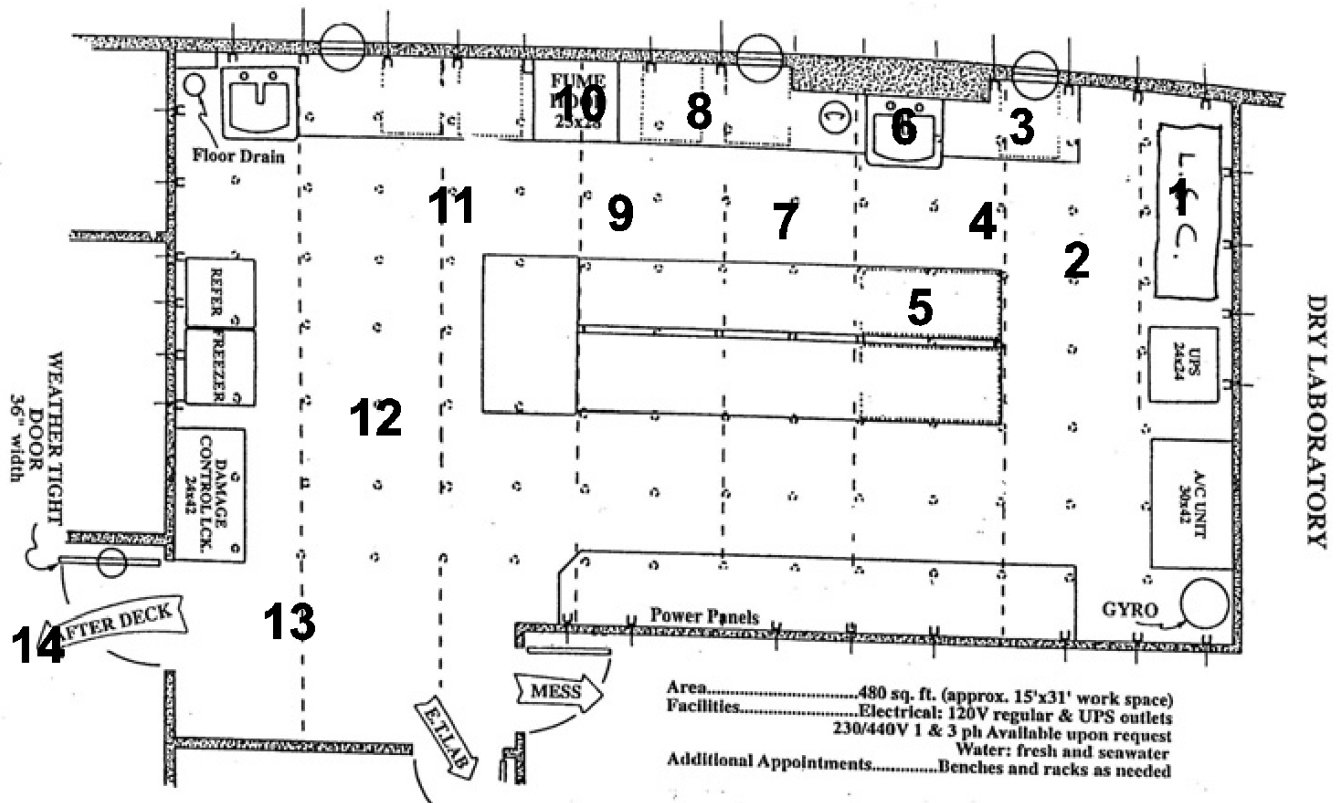 10
8
6
3
FUME
25x28
Floor Drain
11
9
7
4
2
1
L.C.C.
REFER
FREEZER
5
UPS
24x24
12
DAMAGE
CONTROL LCK.
24x42
A/C UNIT
30x42
WEATHER TIGHT
DOOR
36" width
DRY LABORATORY
14
AFTER DECK
13
Power Panels
GYRO
MESS
E.T.LAB
Area.............................480 sq. ft. (approx. 15'x31' work space)
Facilities.....................Electrical: 120V regular & UPS outlets
230/440V 1 & 3 ph Available upon request
Water: fresh and seawater
Additional Appointments..........Benches and racks as needed